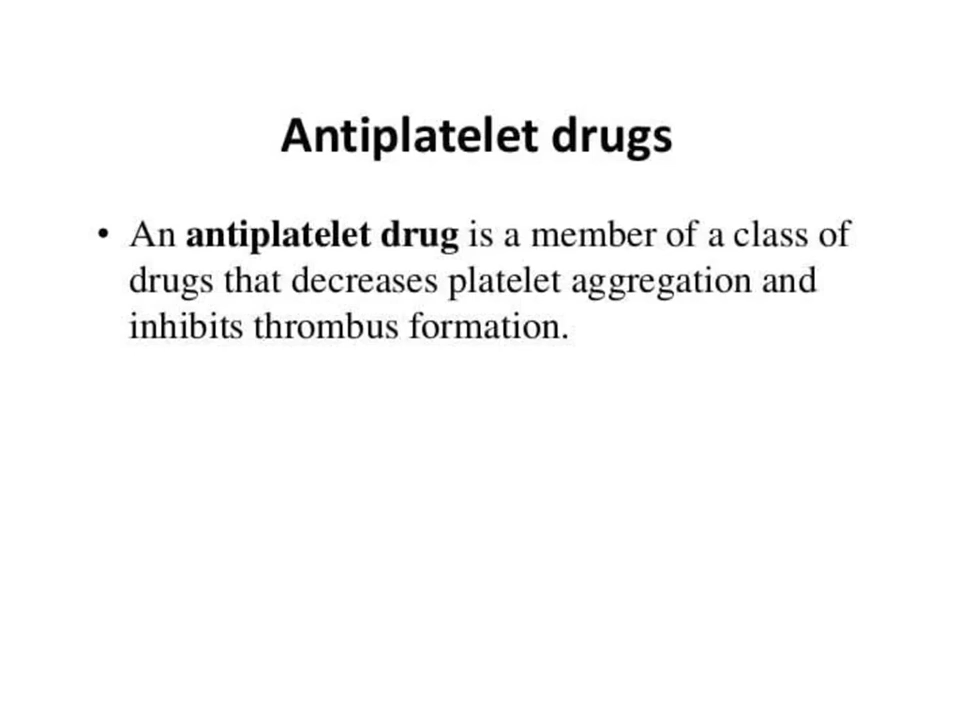 Antiplatelet drugs
• An antiplatelet drug is a member of a class of
drugs that decreases platelet aggregation and
inhibits thrombus formation.